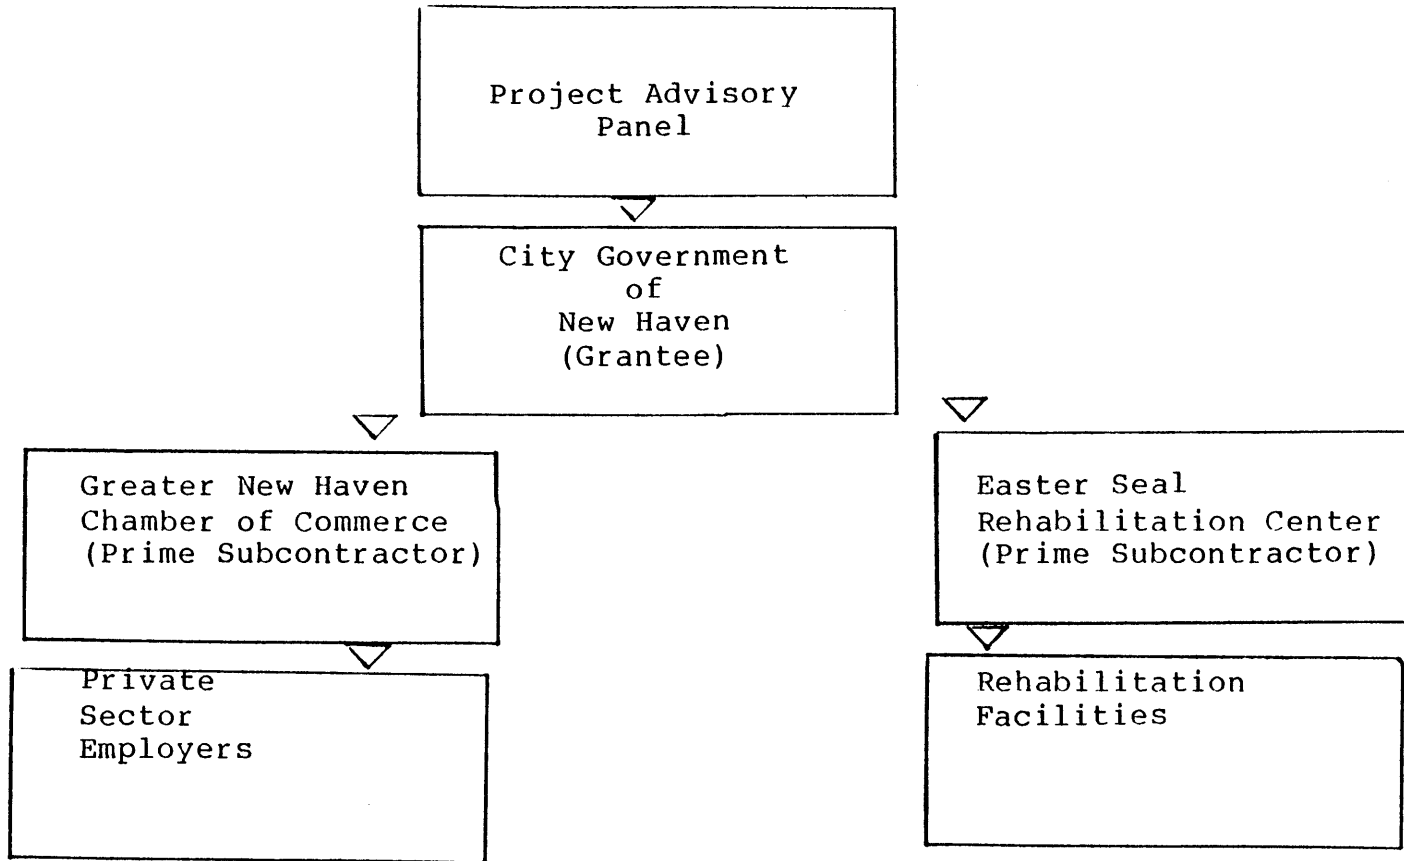 Project Advisory
Panel
City Government
of
New Haven
(Grantee)
Greater New Haven
Chamber of Commerce
(Prime Subcontractor)
Easter Seal
Rehabilitation Center
(Prime Subcontractor)
Private
Sector
Employers
Rehabilitation
Facilities